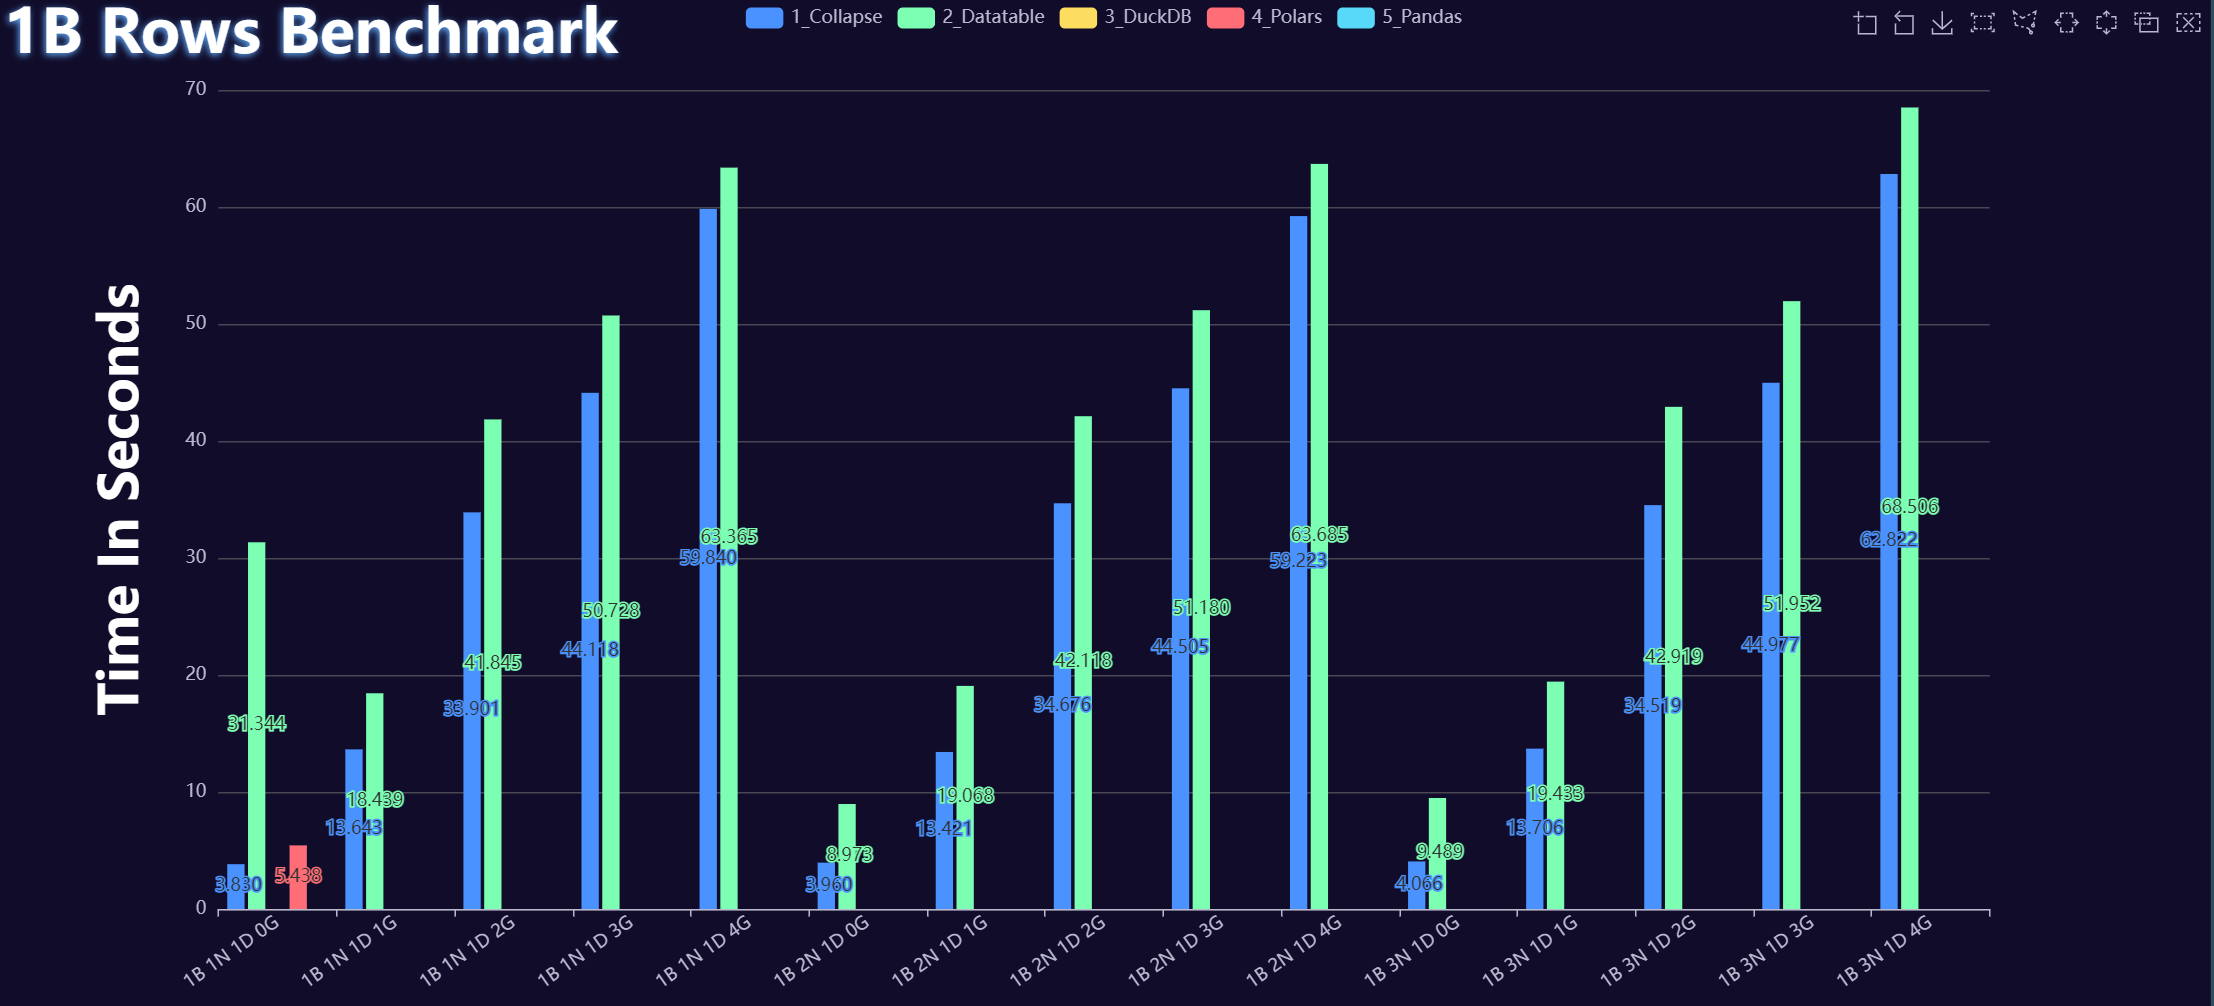 1B Rows Benchmark
1_Collapse 2_Datatable 3_DuckDB 4_Polars 5_Pandas
Time In Seconds
70
60
50
40
30
20
10
0
3.830
31.344
5.438
13.643
18.439
33.901
41.845
44.118
50.728
59.840
63.365
3.960
8.973
13.421
19.068
34.676
42.118
44.505
51.180
59.223
63.685
4.066
9.489
13.706
19.433
34.519
42.919
44.977
51.952
62.822
68.506
1B 1N 1D 0G
1B 1N 1D 1G
1B 1N 1D 2G
1B 1N 1D 3G
1B 1N 1D 4G
1B 2N 1D 0G
1B 2N 1D 1G
1B 2N 1D 2G
1B 2N 1D 3G
1B 2N 1D 4G
1B 3N 1D 0G
1B 3N 1D 1G
1B 3N 1D 2G
1B 3N 1D 3G
1B 3N 1D 4G